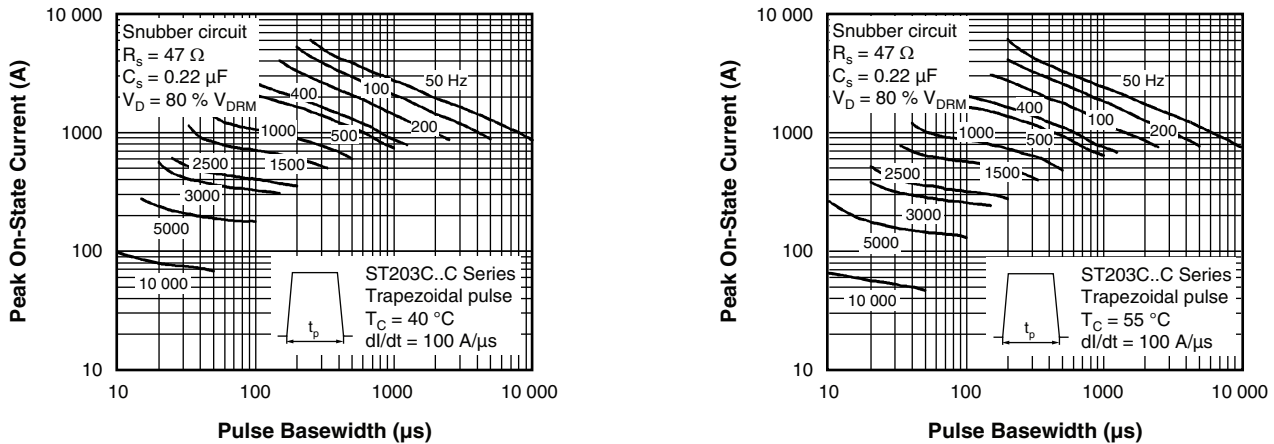 Peak On-State Current (A)
10 000
1000
100
10
Snubber circuit
Rs = 47 Ω
Cs = 0.22 µF
VD = 80 % VDRM
50 Hz
100
200
400
500
1000
1500
2500
3000
5000
10 000
tp
ST203C..C Series
Trapezoidal pulse
TC = 40 °C
dI/dt = 100 A/µs
10
100
1000
10 000
Pulse Basewidth (µs)
Peak On-State Current (A)
10 000
1000
100
10
Snubber circuit
Rs = 47 Ω
Cs = 0.22 µF
VD = 80 % VDRM
50 Hz
400
100
200
500
1000
1500
2500
3000
5000
10 000
tp
ST203C..C Series
Trapezoidal pulse
TC = 55 °C
dI/dt = 100 A/µs
10
100
1000
10 000
Pulse Basewidth (µs)